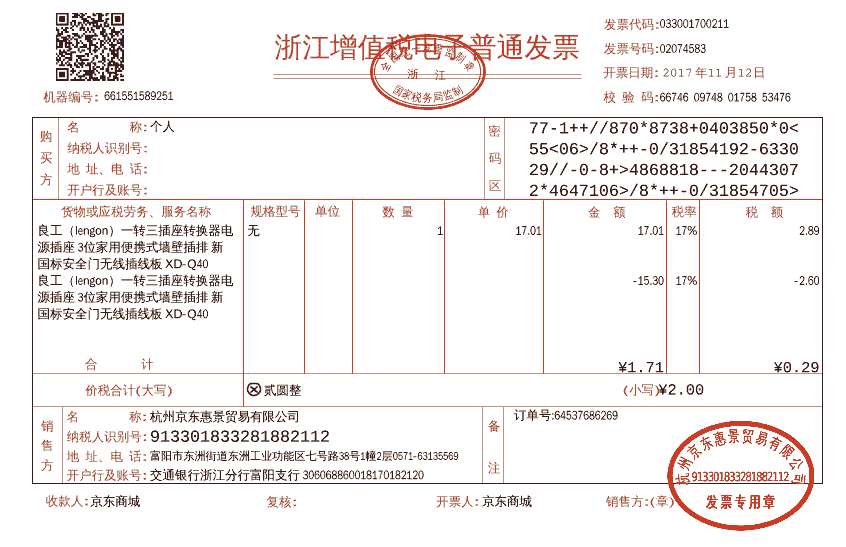 浙江增值税电子普通发票
全国统一发票监制章
浙 江
国家税务局监制
发票代码:033001700211
发票号码:02074583
开票日期: 2017 年11 月12日
校 验 码:66746 09748 01758 53476
机器编号: 661551589251
购买方
名 称: 个人
纳税人识别号:
地 址、电 话:
开户行及账号:
密码区
77-1++//870*8738+0403850*0<
55<06>/8*++-0/31854192-6330
29//-0-8+>4868818---2044307
2*4647106>/8*++-0/31854705>
货物或应税劳务、服务名称 规格型号 单位 数 量 单 价 金 额 税率 税 额
良工（lengon）一转三插座转换器电 无 1 17.01 17.01 17% 2.89
源插座 3位家用便携式墙壁插排 新
国标安全门无线插线板 XD-Q40
良工（lengon）一转三插座转换器电 -15.30 17% -2.60
源插座 3位家用便携式墙壁插排 新
国标安全门无线插线板 XD-Q40
合 计 ¥1.71 ¥0.29
价税合计(大写) ⊗贰圆整 (小写)¥2.00
销售方
名 称: 杭州京东惠景贸易有限公司
纳税人识别号: 913301833281882112
地 址、电 话: 富阳市东洲街道东洲工业功能区七号路38号1幢2层0571-63135569
开户行及账号: 交通银行浙江分行富阳支行 306068860018170182120
备注
订单号:64537686269
杭州京东惠景贸易有限公司
913301833281882112
发票专用章
收款人: 京东商城 复核: 开票人: 京东商城 销售方:(章)